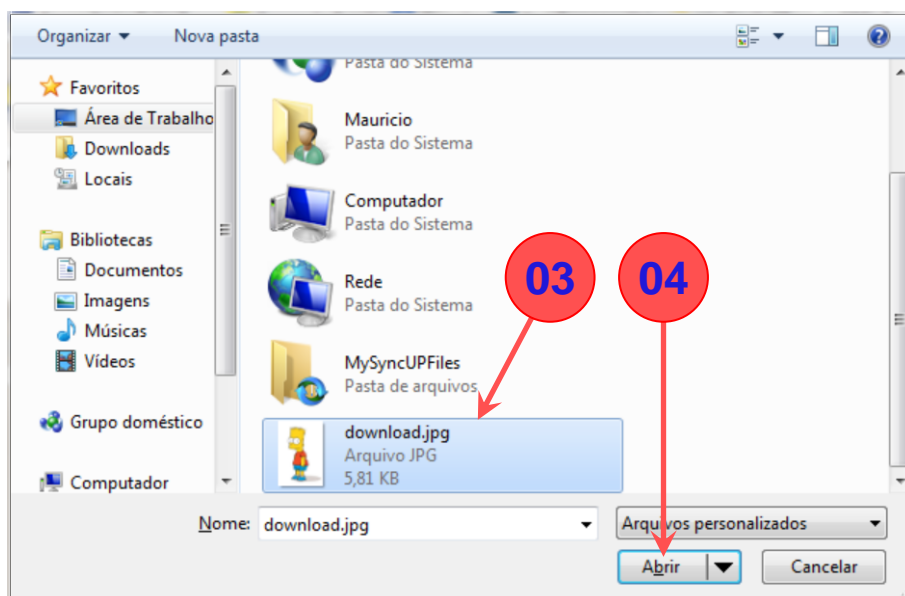 Organizar
Nova pasta
Favoritos
Área de Trabalho
Downloads
Locais
Bibliotecas
Documentos
Imagens
Músicas
Vídeos
Grupo doméstico
Computador
Pasta do Sistema
Mauricio
Pasta do Sistema
Computador
Pasta do Sistema
Rede
Pasta do Sistema
MySyncUPFiles
Pasta de arquivos
download.jpg
Arquivo JPG
5,81 KB
03
04
Nome: download.jpg
Arquivos personalizados
Abrir
Cancelar